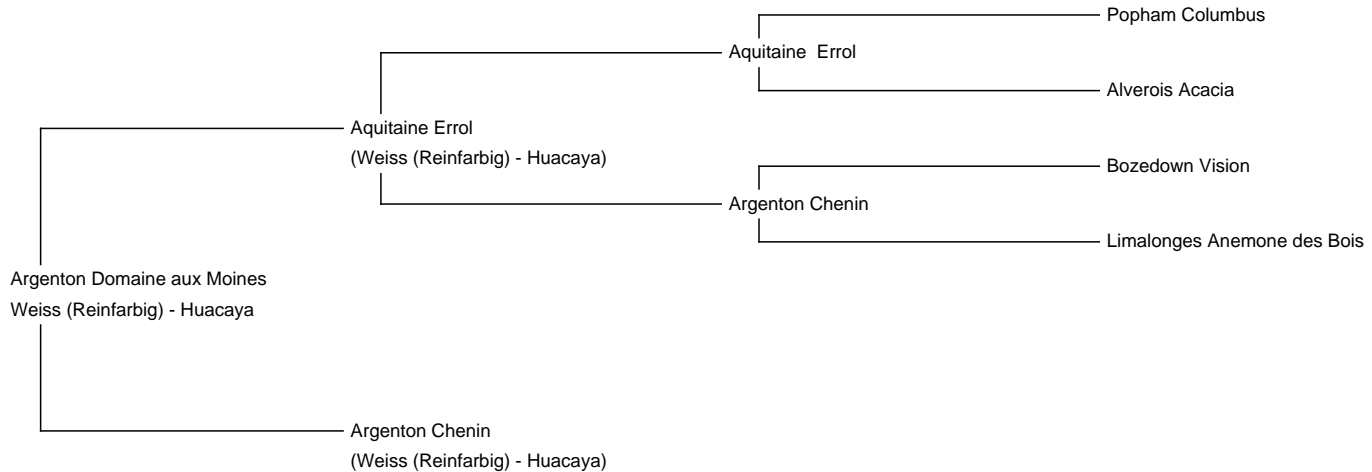 Popham Columbus
Aquitaine  Errol
Alverois Acacia
Aquitaine Errol
(Weiss (Reinfarbig) - Huacaya)
Bozedown Vision
Argenton Chenin
Limalonges Anemone des Bois
Argenton Domaine aux Moines
Weiss (Reinfarbig) - Huacaya
Argenton Chenin
(Weiss (Reinfarbig) - Huacaya)